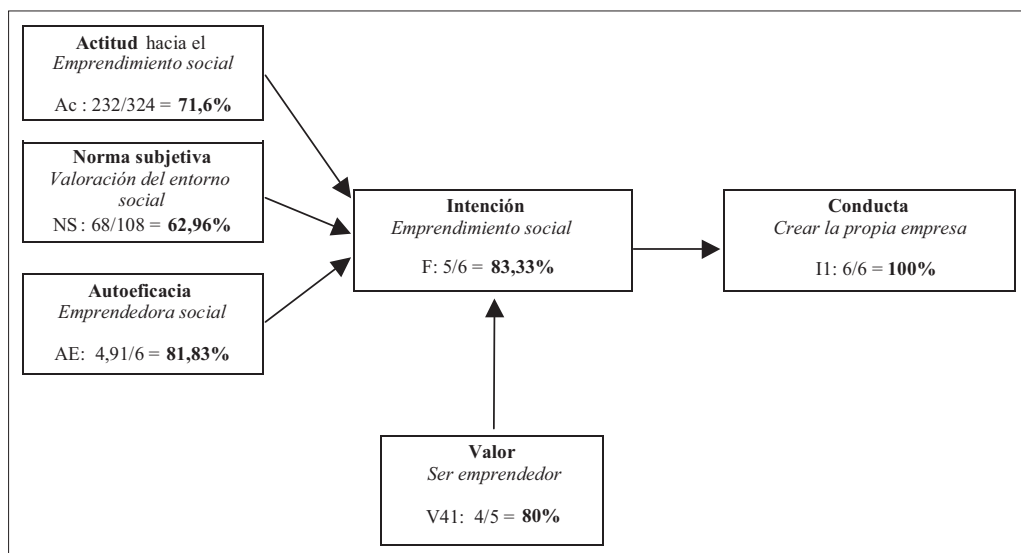 Actitud hacia el
Emprendimiento social
Ac : 232/324 = 71,6%
Norma subjetiva
Valoración del entorno
social
NS : 68/108 = 62,96%
Autoeficacia
Emprendedora social
AE: 4,91/6 = 81,83%
Intención
Emprendimiento social
F: 5/6 = 83,33%
Conducta
Crear la propia empresa
I1: 6/6 = 100%
Valor
Ser emprendedor
V41: 4/5 = 80%